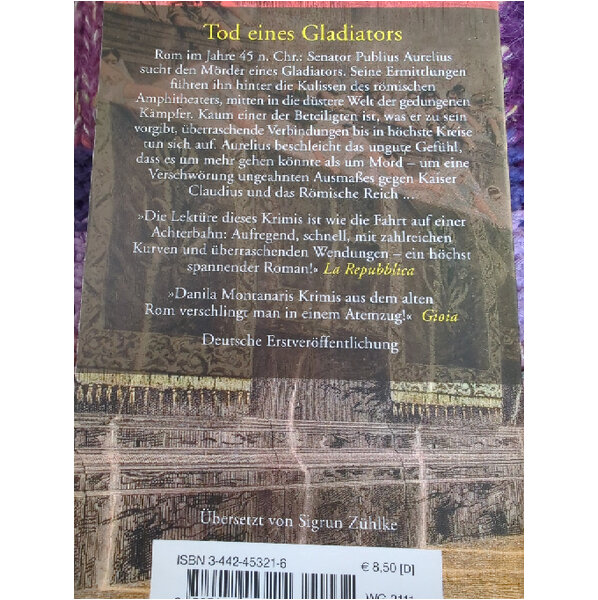 Tod eines Gladiators
Rom im Jahre 45 n. Chr.: Senator Publius Aurelius
sucht den Mörder eines Gladiators. Seine Ermittlungen
führen ihn hinter die Kulissen des römischen
Amphitheaters, mitten in die düstere Welt der gedungenen
Kämpfer. Kaum einer der Beteiligten ist, was er zu sein
vorgibt, überraschende Verbindungen bis in höchste Kreise
tun sich auf. Aurelius beschleicht das ungute Gefühl,
dass es um mehr gehen könnte als um Mord – um eine
Verschwörung ungeahnten Ausmaßes gegen Kaiser
Claudius und das Römische Reich ....
»Die Lektüre dieses Krimis ist wie die Fahrt auf einer
Achterbahn: Aufregend, schnell, mit zahlreichen
Kurven und überraschenden Wendungen – ein höchst
spannender Roman!« La Repubblica
»Danila Montanaris Krimis aus dem alten
Rom verschlingt man in einem Atemzug!« Gioia
Deutsche Erstveröffentlichung
Übersetzt von Sigrun Zühlke
ISBN 3-442-45321-6
€ 8,50 [D]